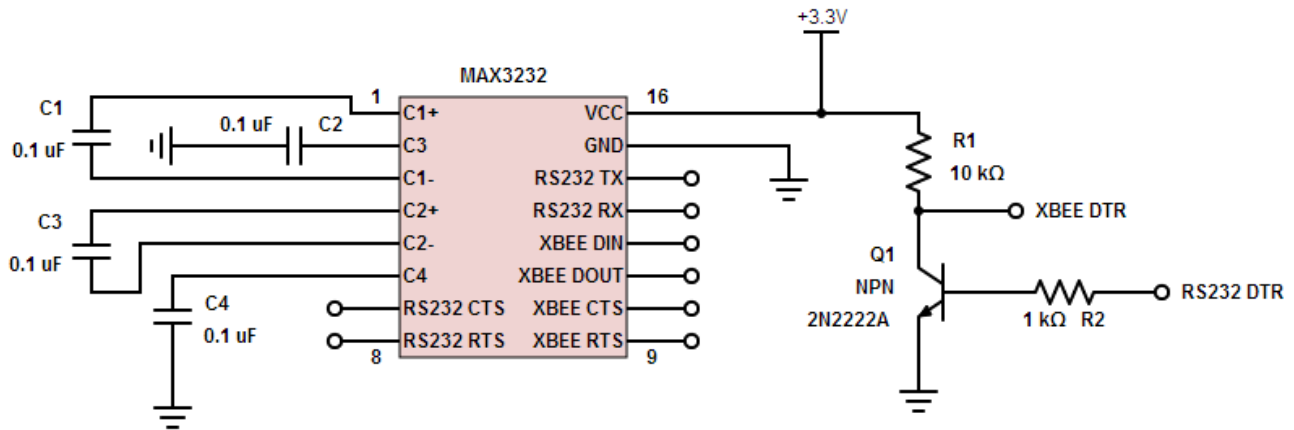 +3.3V
MAX3232
1
16
C1
0.1 uF
0.1 uF
C2
C1+
C3
C1-
C2+
C2-
C4
RS232 CTS
RS232 RTS
VCC
GND
RS232 TX
RS232 RX
XBEE DIN
XBEE DOUT
XBEE CTS
XBEE RTS
C3
0.1 uF
C4
0.1 uF
8
9
R1
10 kΩ
XBEE DTR
Q1
NPN
2N2222A
1 kΩ R2
RS232 DTR